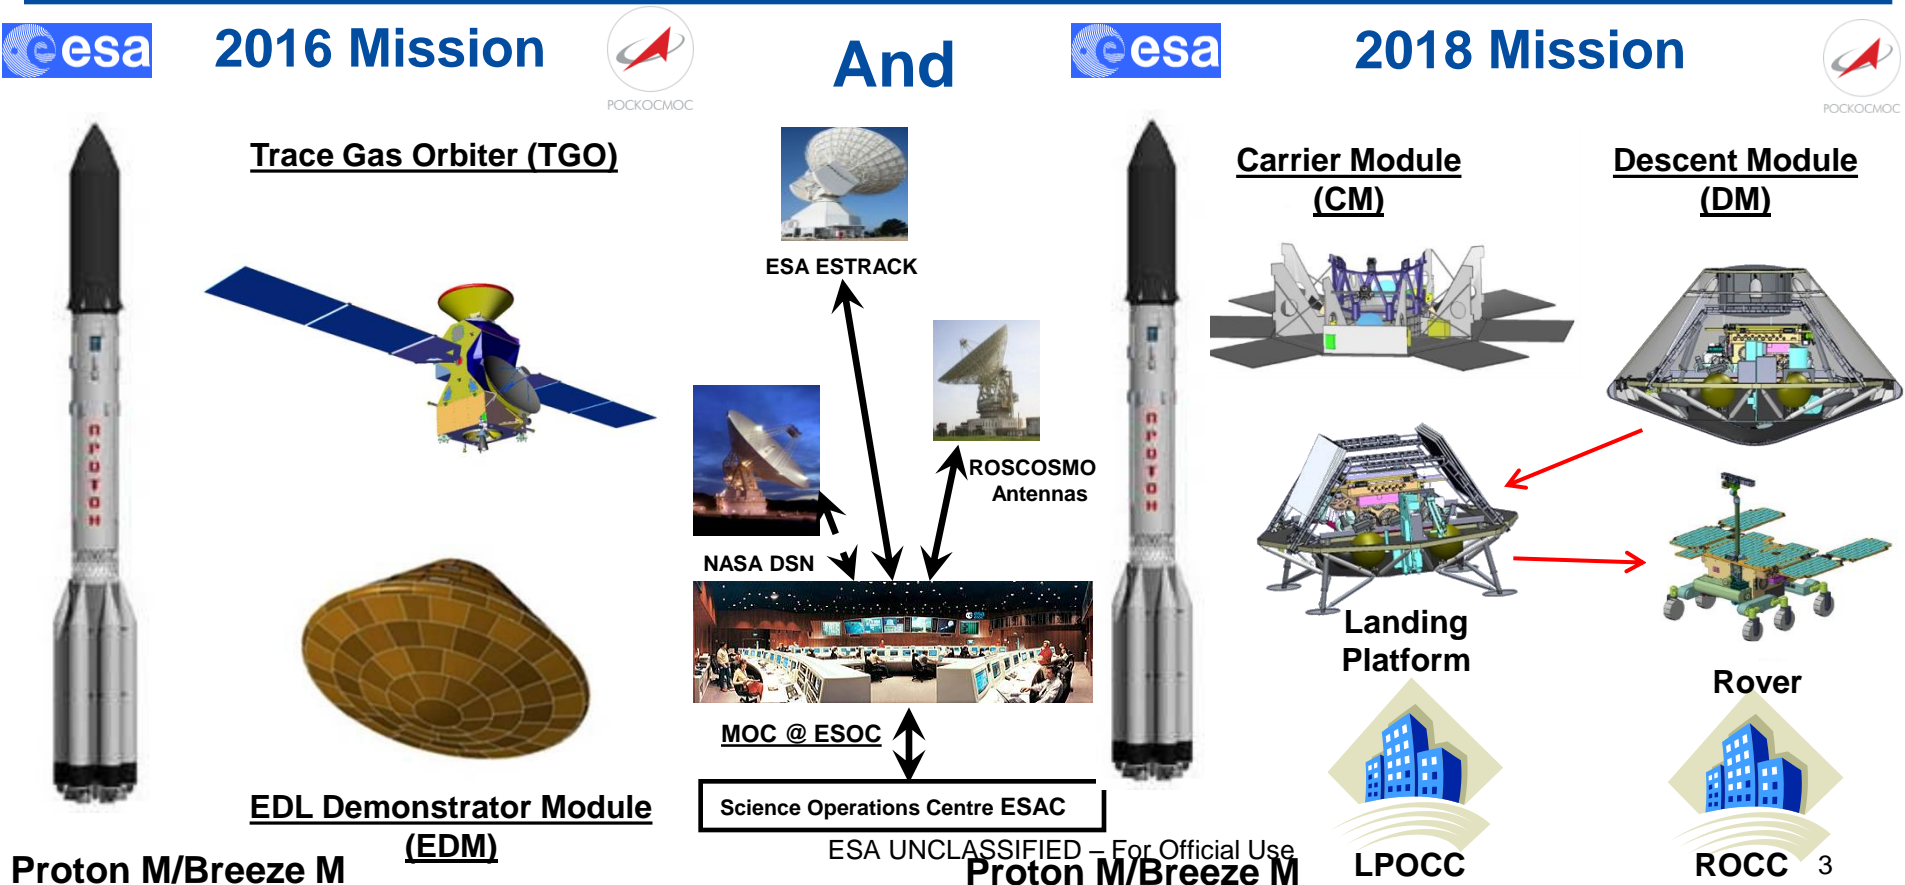 esa
2016 Mission
РОСКОСМОС
And
esa
2018 Mission
РОСКОСМОС
Trace Gas Orbiter (TGO)
ПРОТОН
EDL Demonstrator Module
(EDM)
Proton M/Breeze M
ESA ESTRACK
ROSCOSMO
Antennas
NASA DSN
MOC @ ESOC
Science Operations Centre ESAC
ESA UNCLASSIFIED – For Official Use
ПРОТОН
Proton M/Breeze M
Carrier Module
(CM)
Descent Module
(DM)
Landing
Platform
Rover
LPOCC
ROCC
3